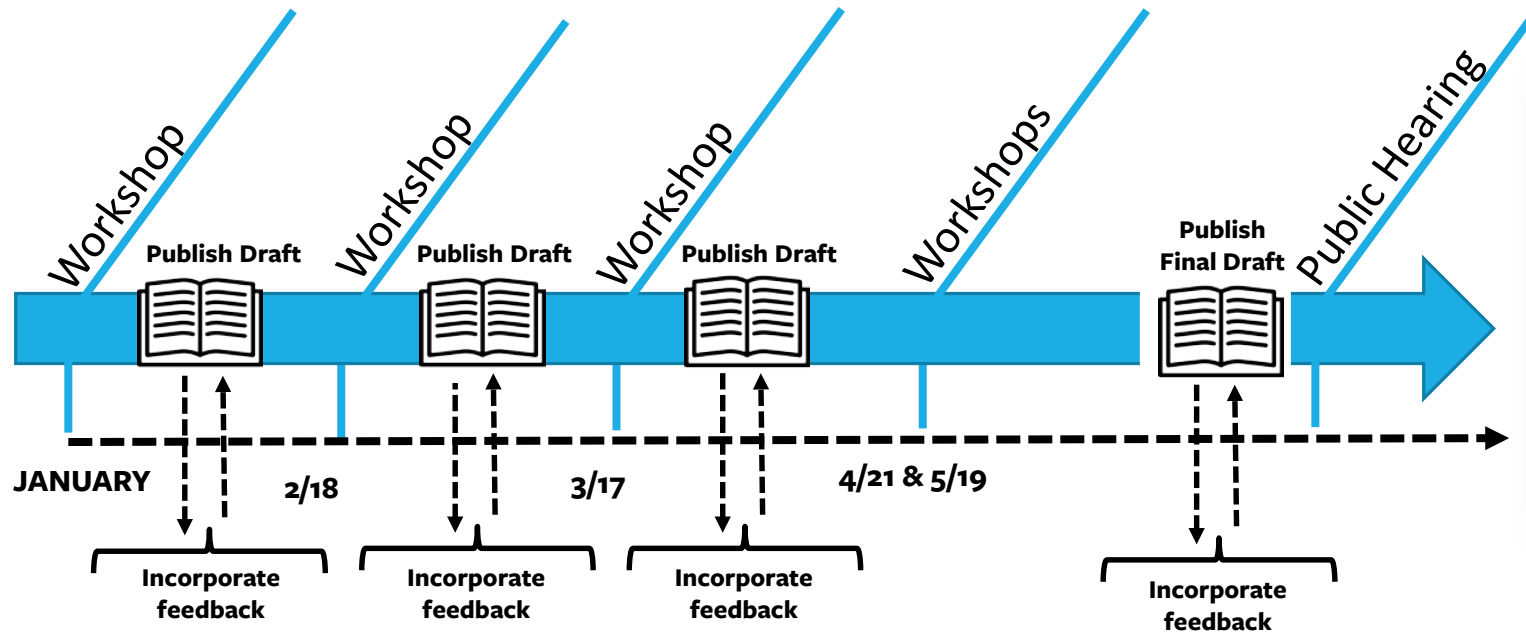 Workshop
Workshop
Workshop
Workshops
Public Hearing
Publish Draft
Publish Draft
Publish Draft
Publish
Final Draft
JANUARY
2/18
3/17
4/21 & 5/19
Incorporate
feedback
Incorporate
feedback
Incorporate
feedback
Incorporate
feedback